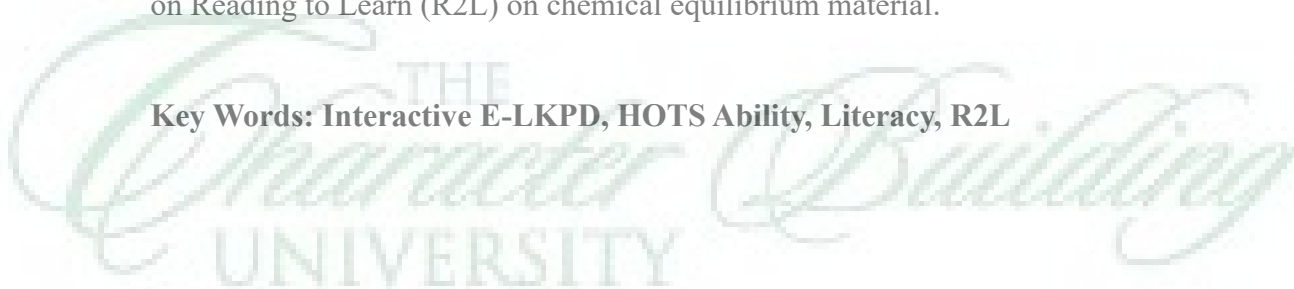 on Reading to Learn (R2L) on chemical equilibrium material.
THE
Key Words: Interactive E-LKPD, HOTS Ability, Literacy, R2L
Character Building
UNIVERSITY